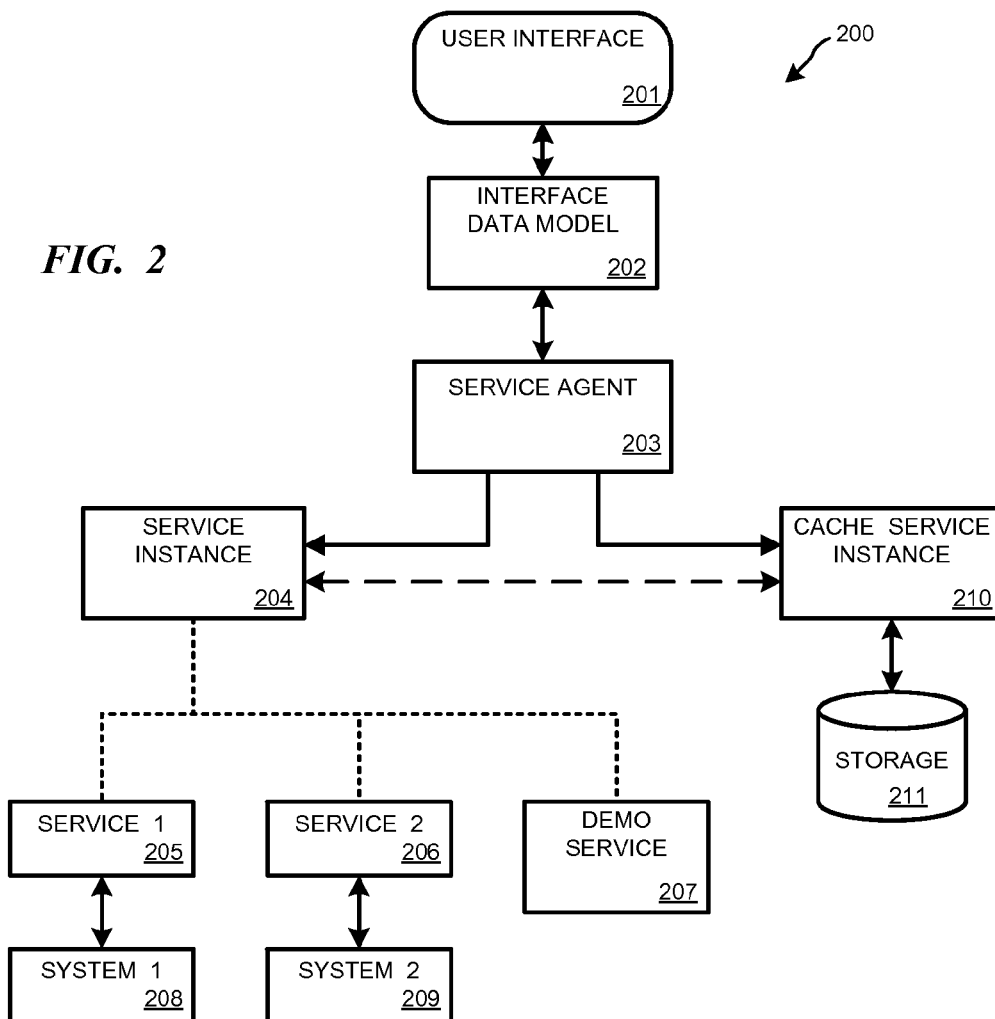 USER INTERFACE
201
200
INTERFACE
DATA MODEL
202
FIG. 2
SERVICE AGENT
203
SERVICE
INSTANCE
204
CACHE SERVICE
INSTANCE
210
STORAGE
211
SERVICE 1
205
SERVICE 2
206
DEMO
SERVICE
207
SYSTEM 1
208
SYSTEM 2
209